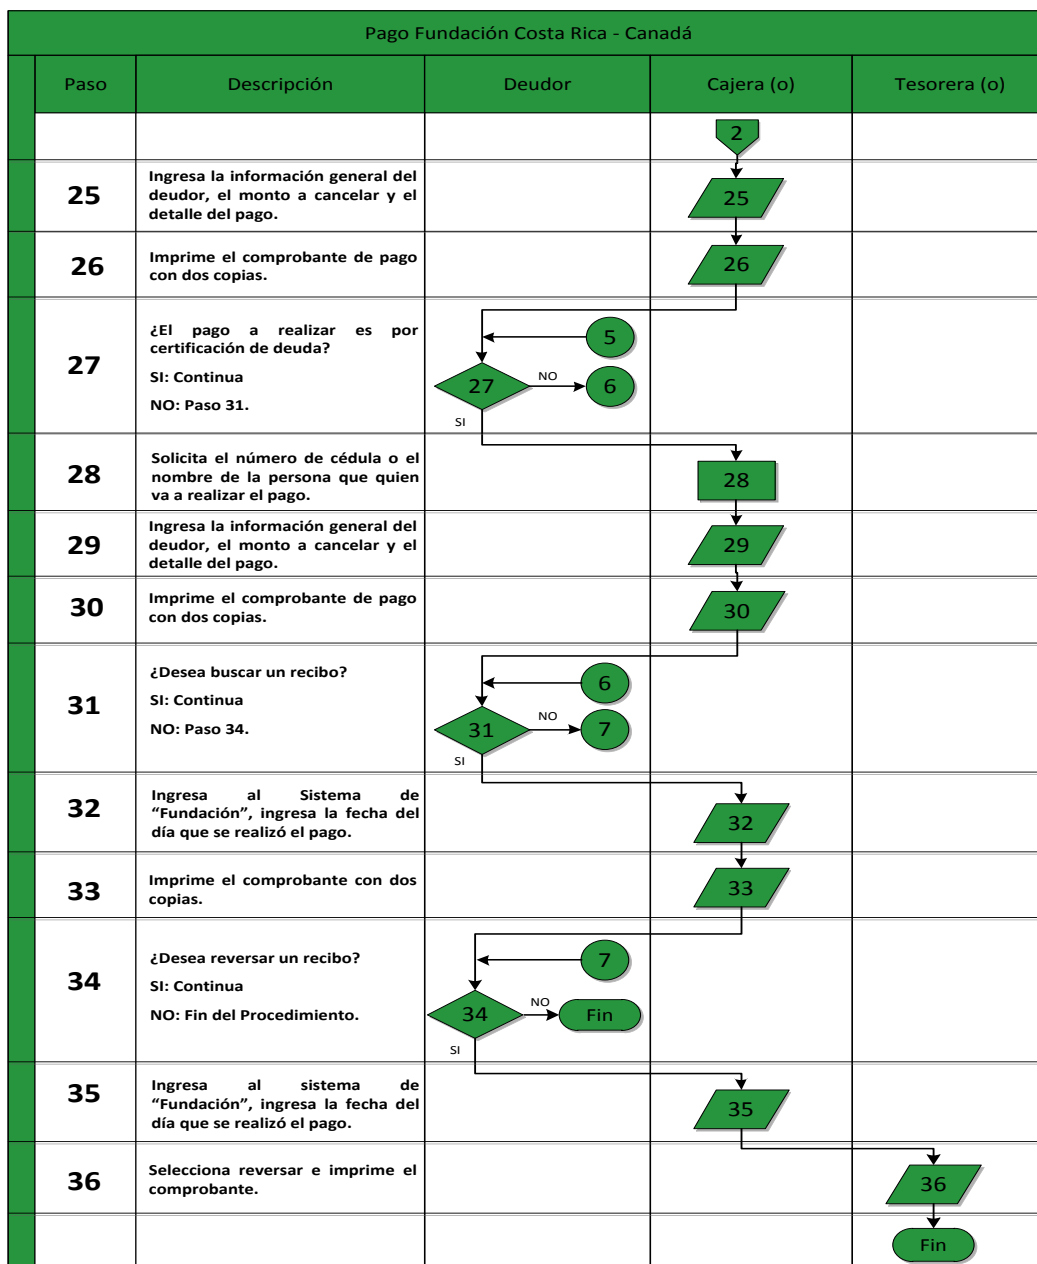 Pago Fundación Costa Rica - Canadá
Paso
Descripción
Deudor
Cajera (o)
Tesorera (o)
2
25
Ingresa la información general del
deudor, el monto a cancelar y el
detalle del pago.
25
26
Imprime el comprobante de pago
con dos copias.
26
27
¿El pago a realizar es por
certificación de deuda?
SI: Continua
NO: Paso 31.
5
27
NO
6
SI
28
Solicita el número de cédula o el
nombre de la persona que quien
va a realizar el pago.
28
29
Ingresa la información general del
deudor, el monto a cancelar y el
detalle del pago.
29
30
Imprime el comprobante de pago
con dos copias.
30
31
¿Desea buscar un recibo?
SI: Continua
NO: Paso 34.
6
31
NO
7
SI
32
Ingresa al Sistema de
“Fundación”, ingresa la fecha del
día que se realizó el pago.
32
33
Imprime el comprobante con dos
copias.
33
34
¿Desea reversar un recibo?
SI: Continua
NO: Fin del Procedimiento.
7
34
NO
Fin
SI
35
Ingresa al sistema de
“Fundación”, ingresa la fecha del
día que se realizó el pago.
35
36
Selecciona reversar e imprime el
comprobante.
36
Fin